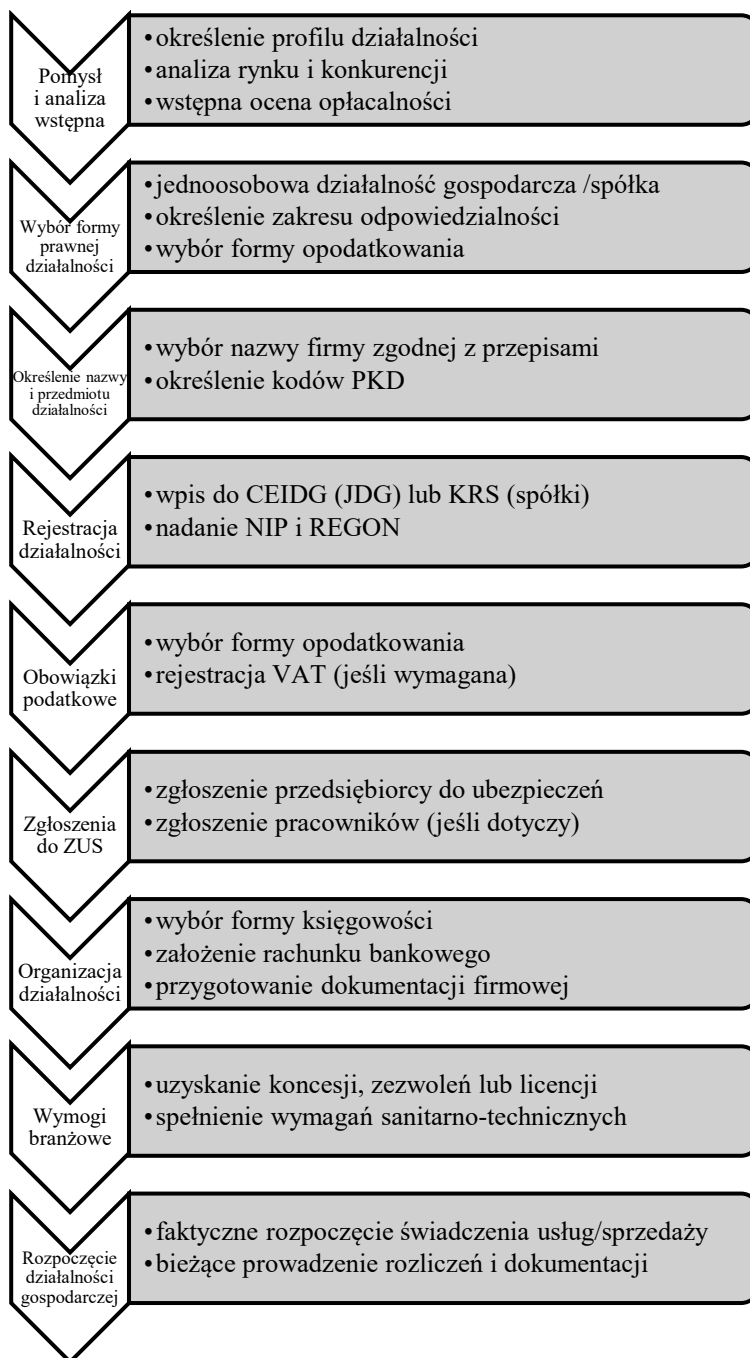 Pomysł
i analiza
wstępna
•określenie profilu działalności
•analiza rynku i konkurencji
•wstępna ocena opłacalności
Wybór formy
prawnej
działalności
•jednoosobowa działalność gospodarcza /spółka
•określenie zakresu odpowiedzialności
•wybór formy opodatkowania
Określenie nazwy
i przedmiotu
działalności
•wybór nazwy firmy zgodnej z przepisami
•określenie kodów PKD
Rejestracja
działalności
•wpis do CEIDG (JDG) lub KRS (spółki)
•nadanie NIP i REGON
Obowiązki
podatkowe
•wybór formy opodatkowania
•rejestracja VAT (jeśli wymagana)
Zgłoszenia
do ZUS
•zgłoszenie przedsiębiorcy do ubezpieczeń
•zgłoszenie pracowników (jeśli dotyczy)
Organizacja
działalności
•wybór formy księgowości
•założenie rachunku bankowego
•przygotowanie dokumentacji firmowej
Wymogi
branżowe
•uzyskanie koncesji, zezwoleń lub licencji
•spełnienie wymagań sanitarno-technicznych
Rozpoczęcie
działalności
gospodarczej
•faktyczne rozpoczęcie świadczenia usług/sprzedaży
•bieżące prowadzenie rozliczeń i dokumentacji